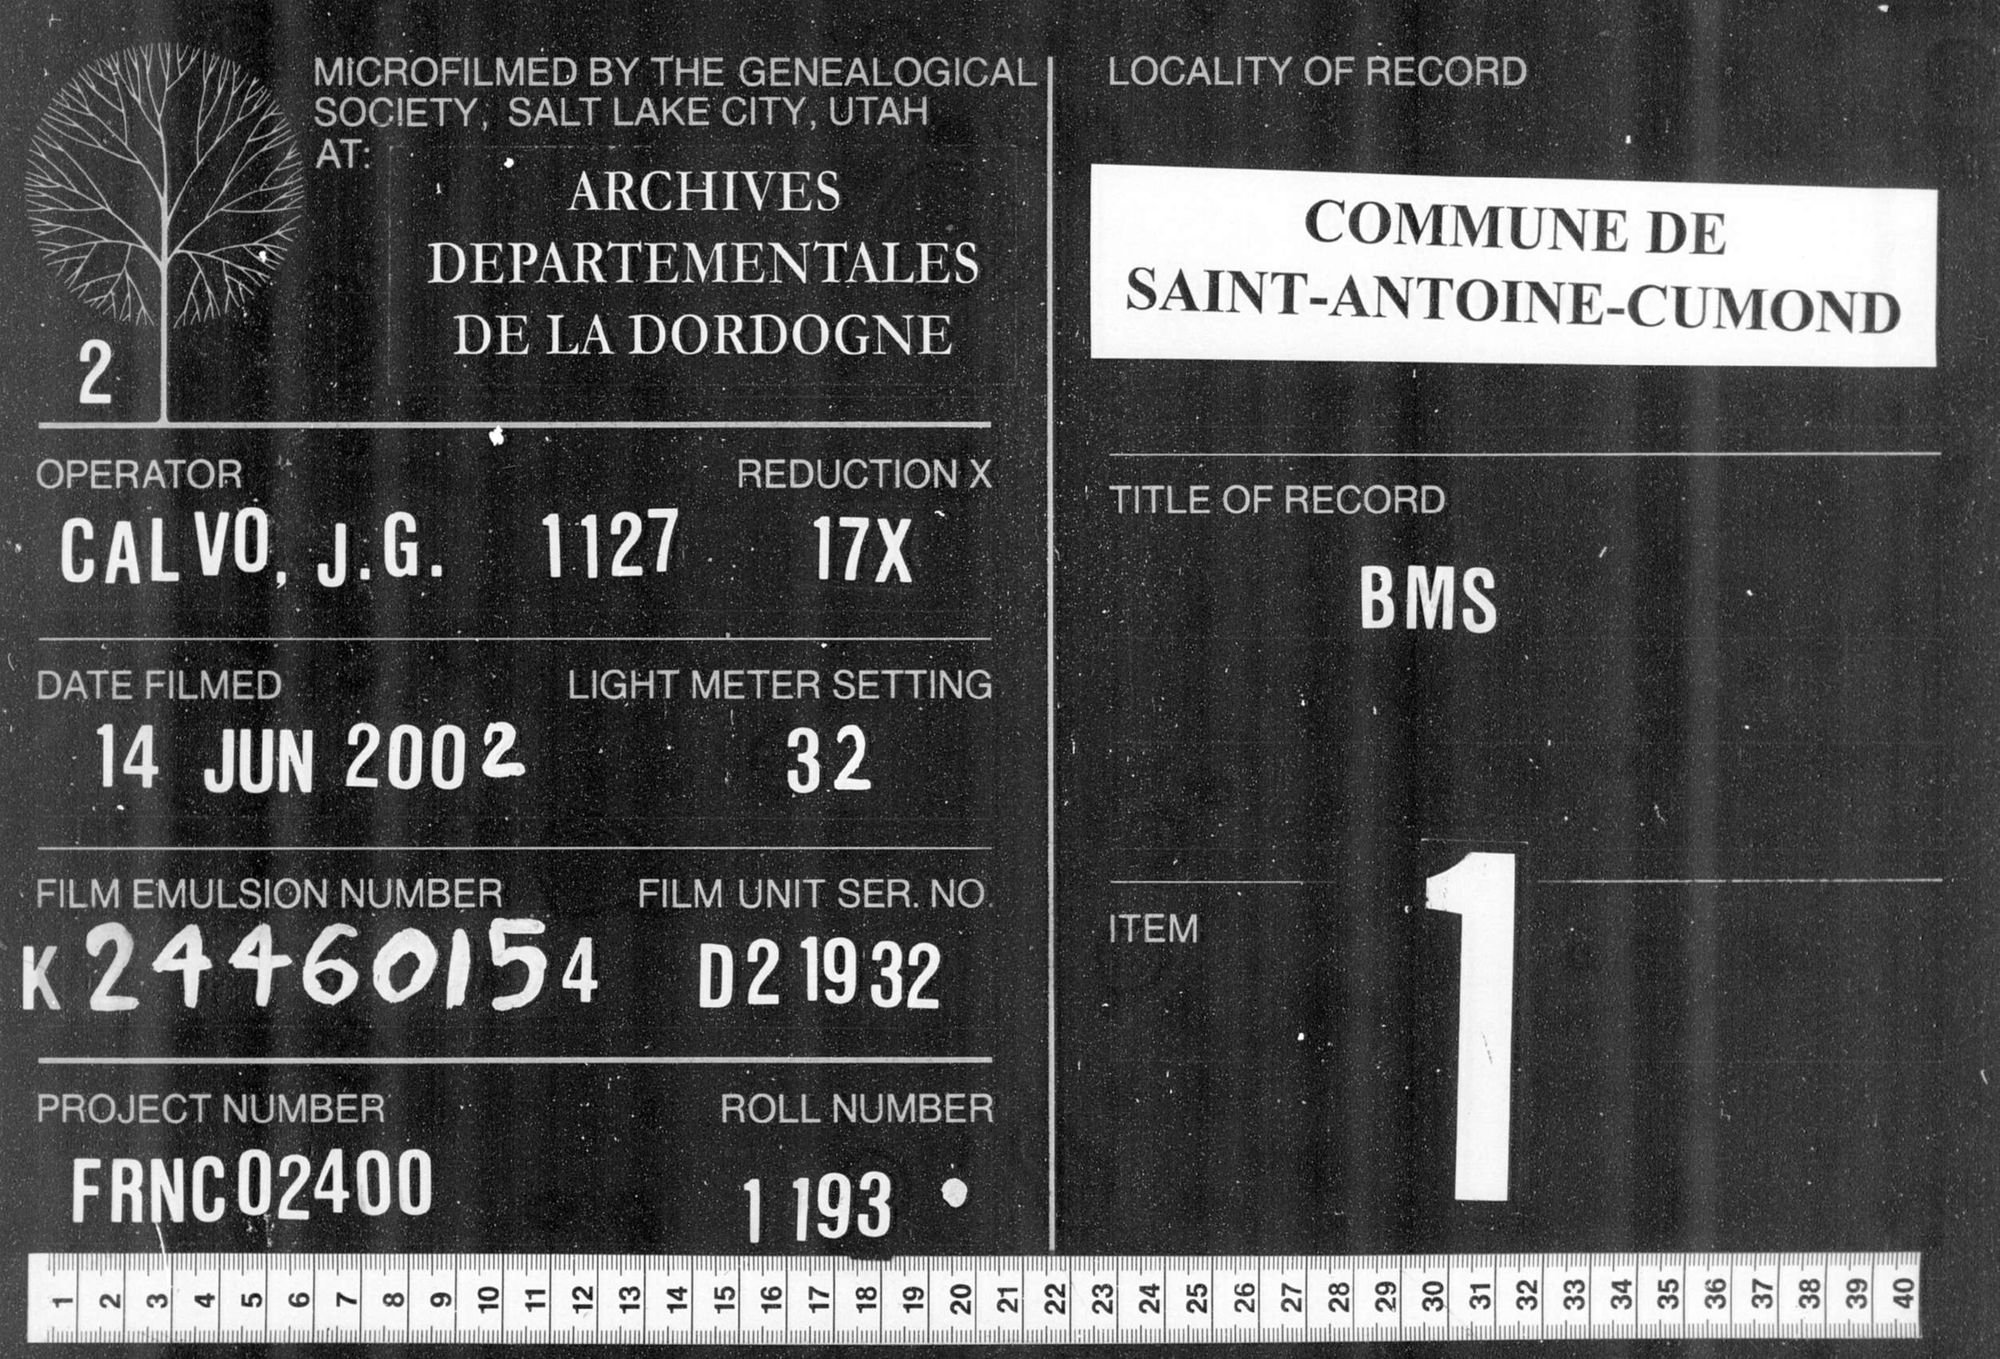 MICROFILMED BY THE GENEALOGICAL
SOCIETY, SALT LAKE CITY, UTAH
AT:
ARCHIVES
DEPARTEMENTALES
DE LA DORDOGNE
2
OPERATOR REDUCTION X
CALVO, J.G. 1127 17X
DATE FILMED LIGHT METER SETTING
14 JUN 2002 32
FILM EMULSION NUMBER FILM UNIT SER. NO.
K 24460154 D21932
PROJECT NUMBER ROLL NUMBER
FRNC02400 1193
LOCALITY OF RECORD
COMMUNE DE
SAINT-ANTOINE-CUMOND
TITLE OF RECORD
BMS
ITEM
1
1 2 3 4 5 6 7 8 9 10 11 12 13 14 15 16 17 18 19 20 21 22 23 24 25 26 27 28 29 30 31 32 33 34 35 36 37 38 39 40